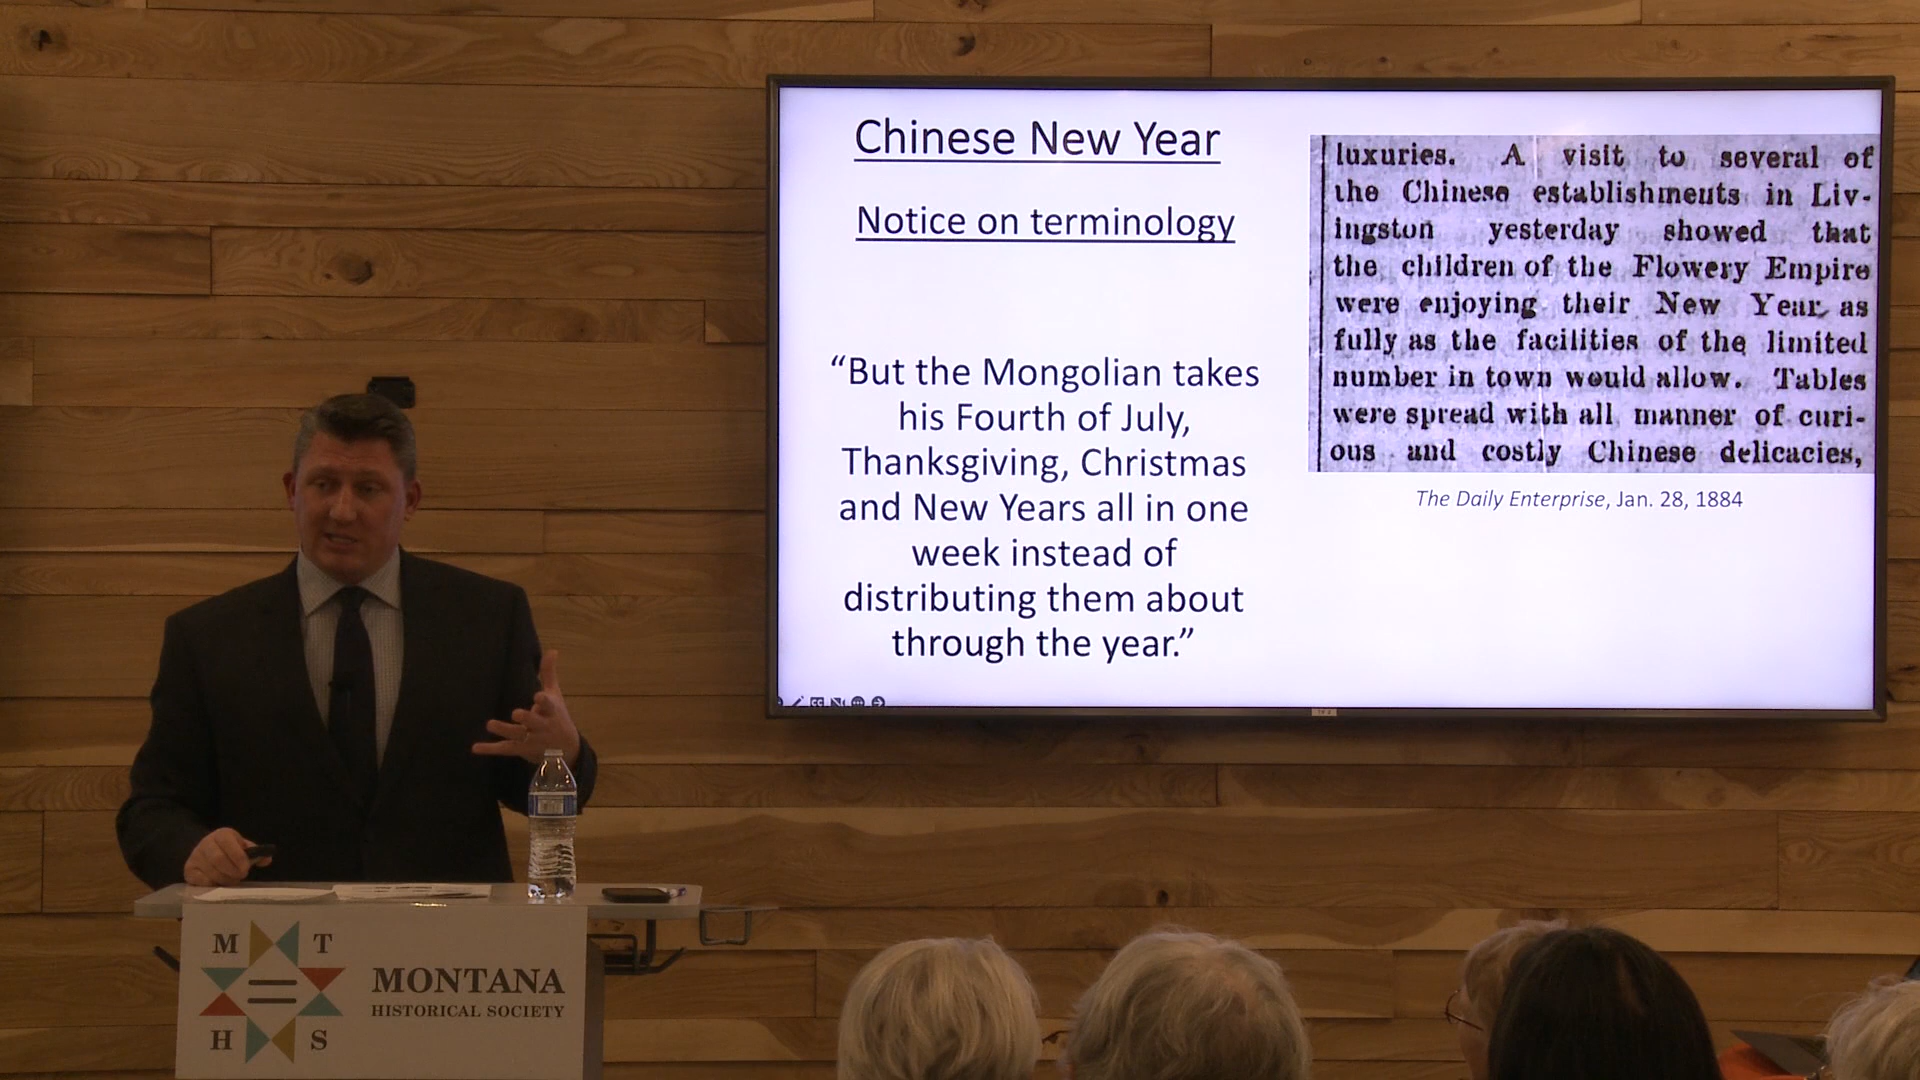 Chinese New Year
Notice on terminology
“But the Mongolian takes
his Fourth of July,
Thanksgiving, Christmas
and New Years all in one
week instead of
distributing them about
through the year.”
luxuries. A visit to several of
the Chinese establishments in Liv-
ingston yesterday showed that
the children of the Flowery Empire
were enjoying their New Year as
fully as the facilities of the limited
number in town would allow. Tables
were spread with all manner of curi-
ous and costly Chinese delicacies,
The Daily Enterprise, Jan. 28, 1884
M T
H S
MONTANA
HISTORICAL SOCIETY